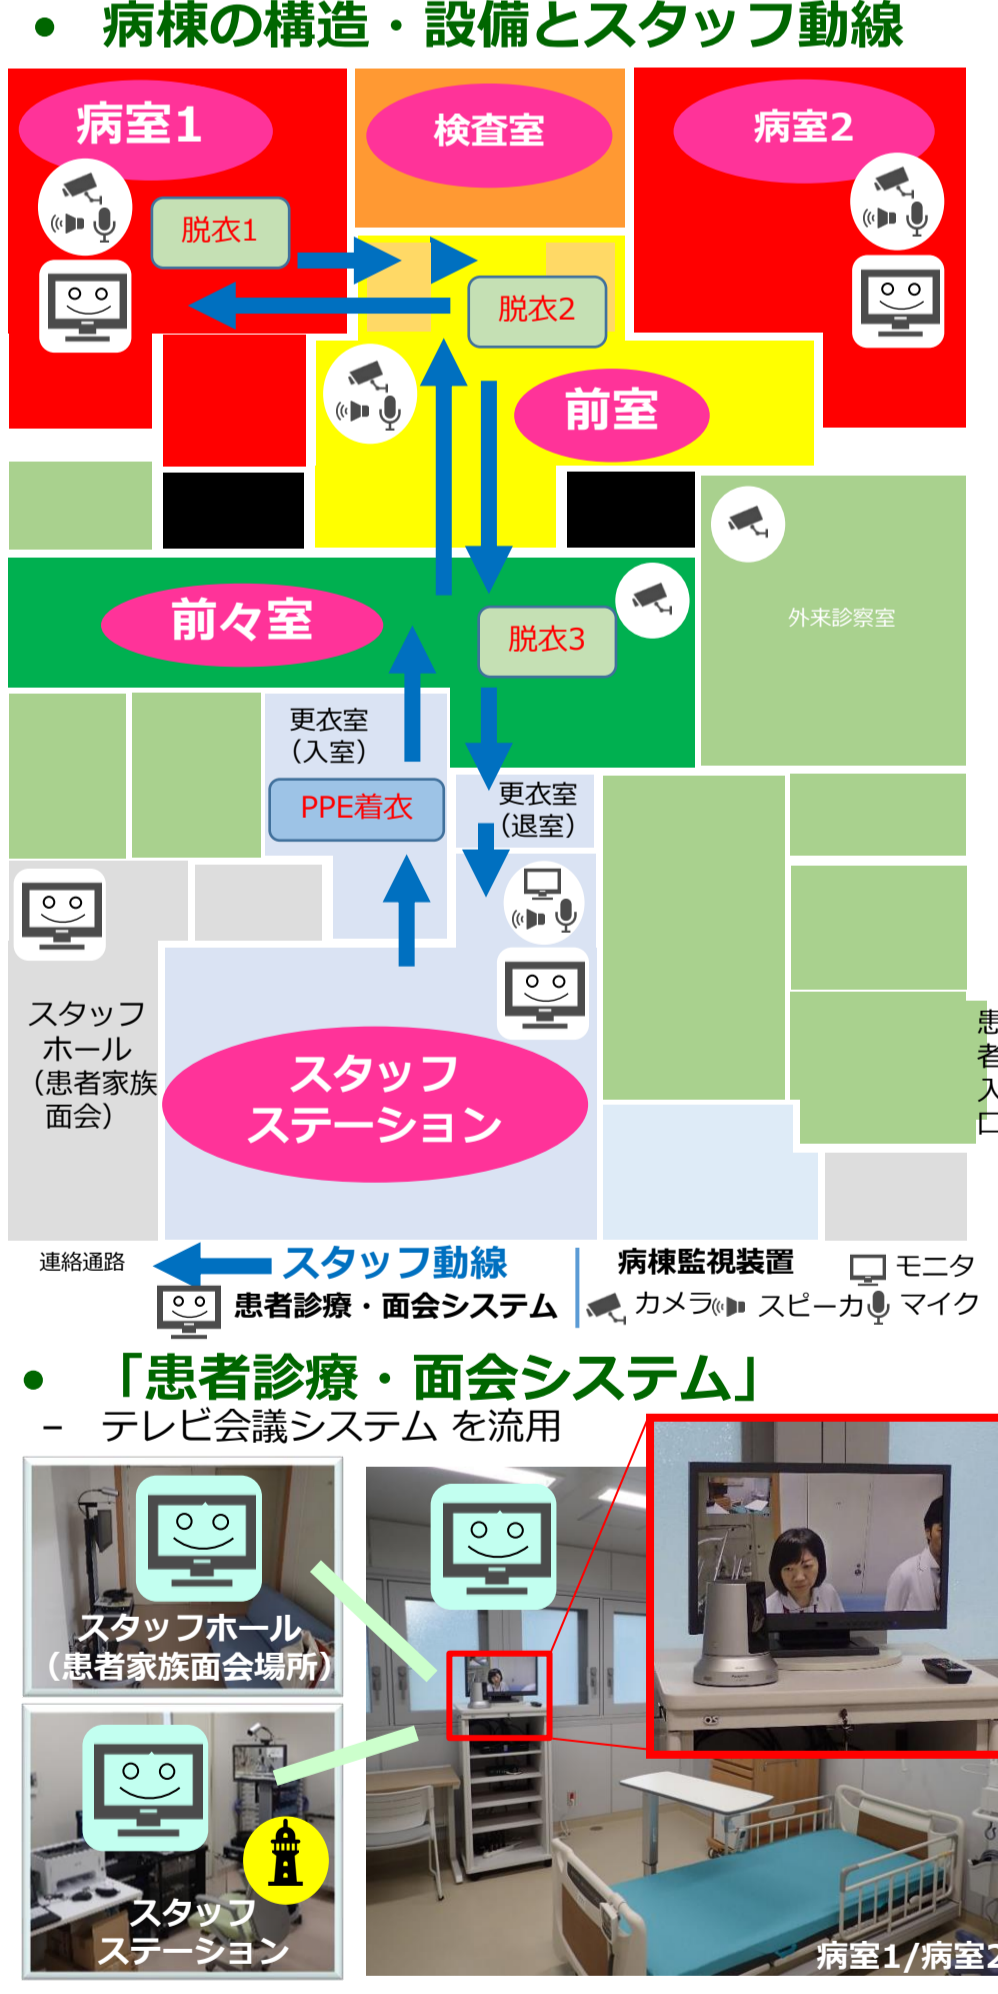 • 病棟の構造・設備とスタッフ動線
病室1
検査室
病室2
脱衣1
脱衣2
前室
前々室
脱衣3
外来診察室
更衣室
（入室）
PPE着衣
更衣室
（退室）
スタッフ
ホール
（患者家族
面会）
スタッフ
ステーション
患
者
入
口
連絡通路
スタッフ動線
患者診療・面会システム
病棟監視装置
モニタ
カメラ
スピーカ
マイク
• 「患者診療・面会システム」
– テレビ会議システム を流用
スタッフホール
（患者家族面会場所）
スタッフ
ステーション
病室1/病室2